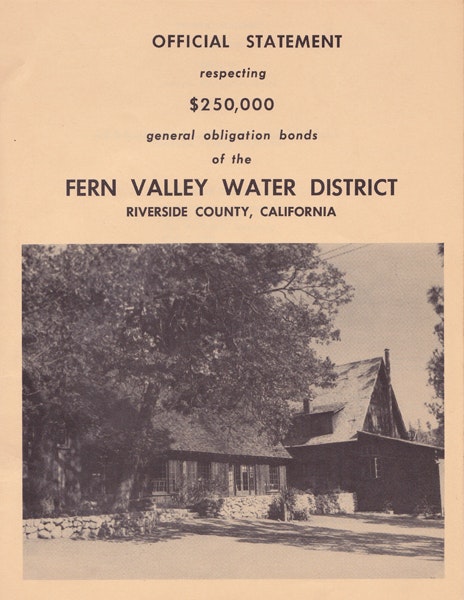 OFFICIAL STATEMENT
respecting
$250,000
general obligation bonds
of the
FERN VALLEY WATER DISTRICT
RIVERSIDE COUNTY, CALIFORNIA